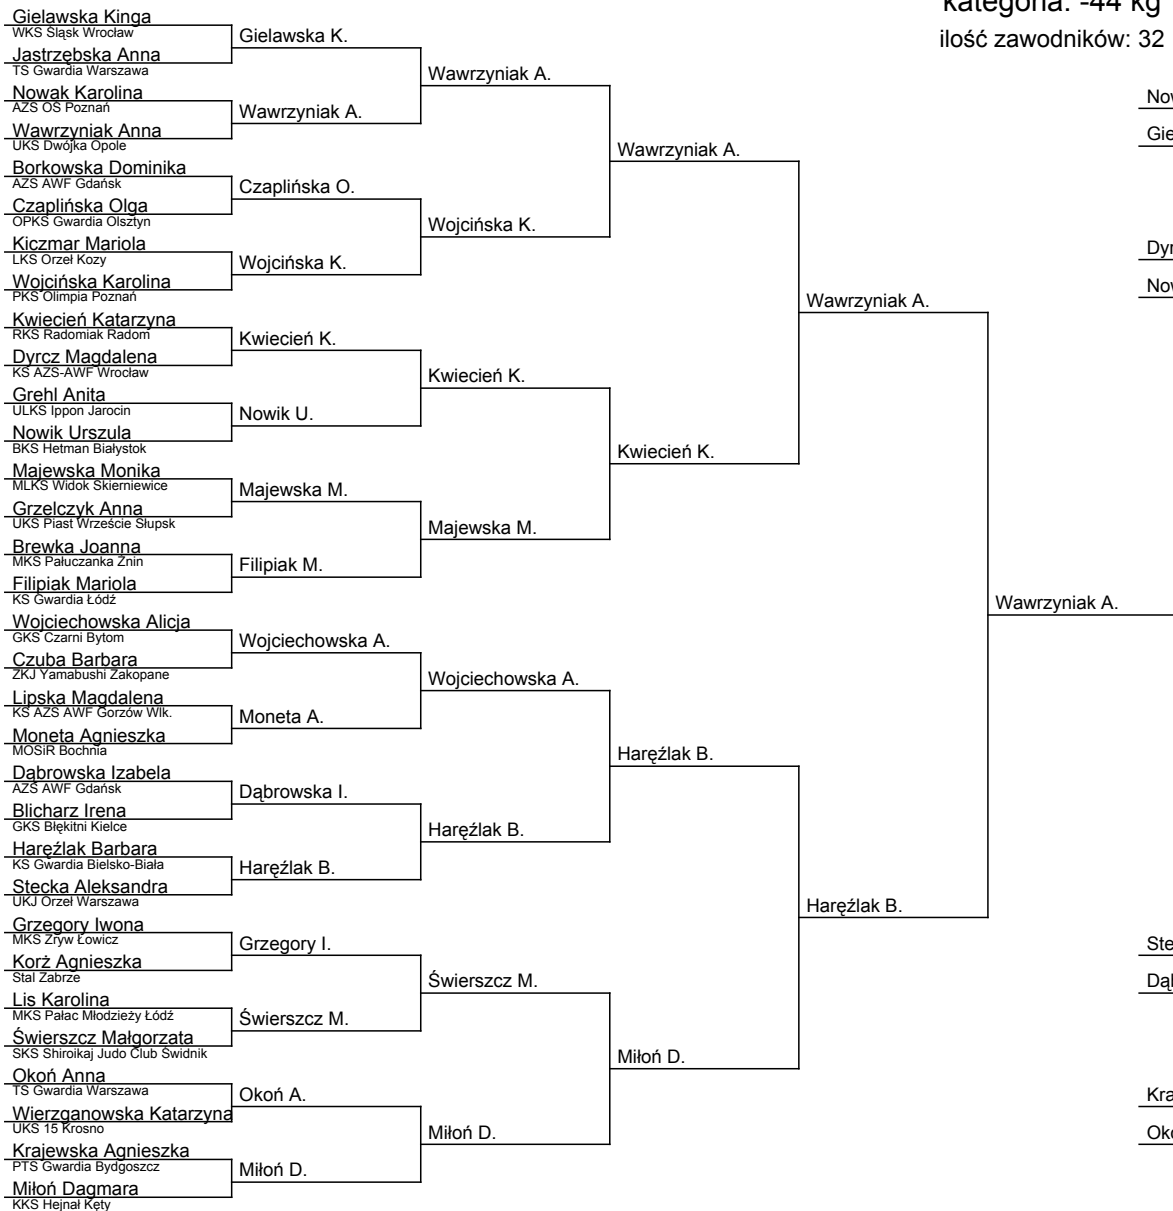 kategoria: -44 kg
ilość zawodników: 32
Gielawska Kinga
WKS Śląsk Wrocław
Jastrzębska Anna
TS Gwardia Warszawa
Nowak Karolina
AZS OŚ Poznań
Wawrzyniak Anna
UKS Dwójka Opole
Borkowska Dominika
AZS AWF Gdańsk
Czaplińska Olga
OPKS Gwardia Olsztyn
Kiczmar Mariola
LKS Orzeł Kozy
Wojcińska Karolina
PKS Olimpia Poznań
Kwiecień Katarzyna
RKS Radomiak Radom
Dyrcz Magdalena
KS AZS-AWF Wrocław
Grehl Anita
ULKS Ippon Jarocin
Nowik Urszula
BKS Hetman Białystok
Majewska Monika
MLKS Widok Skierniewice
Grzelczyk Anna
UKS Piast Wrzeście Słupsk
Brewka Joanna
MKS Pałuczanka Żnin
Filipiak Mariola
KS Gwardia Łódź
Wojciechowska Alicja
GKS Czarni Bytom
Czuba Barbara
ZKJ Yamabushi Zakopane
Lipska Magdalena
KS AZS AWF Gorzów Wlk.
Moneta Agnieszka
MOSiR Bochnia
Dąbrowska Izabela
AZS AWF Gdańsk
Blicharz Irena
GKS Błękitni Kielce
Haręźlak Barbara
KS Gwardia Bielsko-Biała
Stecka Aleksandra
UKJ Orzeł Warszawa
Grzegory Iwona
MKS Zryw Łowicz
Korż Agnieszka
Stal Zabrze
Lis Karolina
MKS Pałac Młodzieży Łódź
Świerszcz Małgorzata
SKS Shiroikaj Judo Club Świdnik
Okoń Anna
TS Gwardia Warszawa
Wierzganowska Katarzyna
UKS 15 Krosno
Krajewska Agnieszka
PTS Gwardia Bydgoszcz
Miłoń Dagmara
KKS Hejnał Kęty
Gielawska K.
Wawrzyniak A.
Czaplińska O.
Wojcińska K.
Kwiecień K.
Nowik U.
Majewska M.
Filipiak M.
Wojciechowska A.
Moneta A.
Dąbrowska I.
Haręźlak B.
Grzegory I.
Świerszcz M.
Okoń A.
Miłoń D.
Wawrzyniak A.
Wojcińska K.
Kwiecień K.
Majewska M.
Wojciechowska A.
Haręźlak B.
Świerszcz M.
Miłoń D.
Wawrzyniak A.
Kwiecień K.
Haręźlak B.
Miłoń D.
Wawrzyniak A.
Haręźlak B.
Wawrzyniak A.